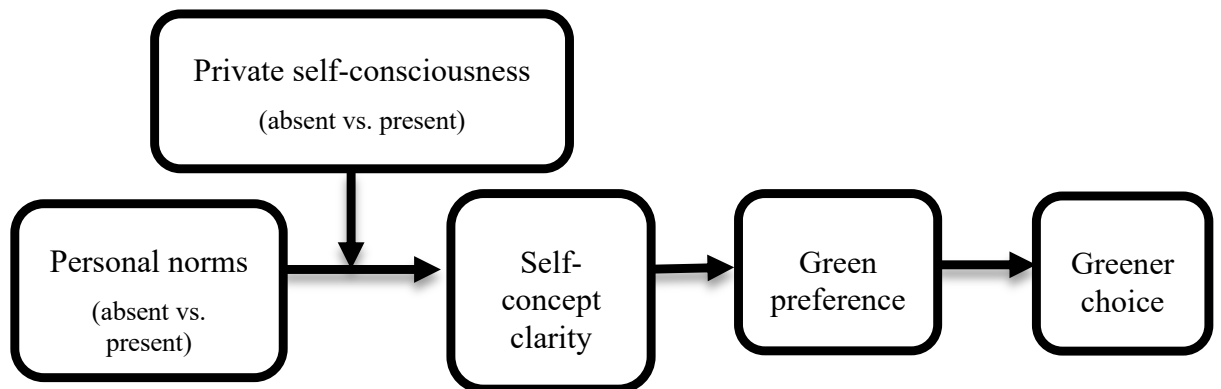 Private self-consciousness
(absent vs. present)
Personal norms
(absent vs.
present)
Self-
concept
clarity
Green
preference
Greener
choice